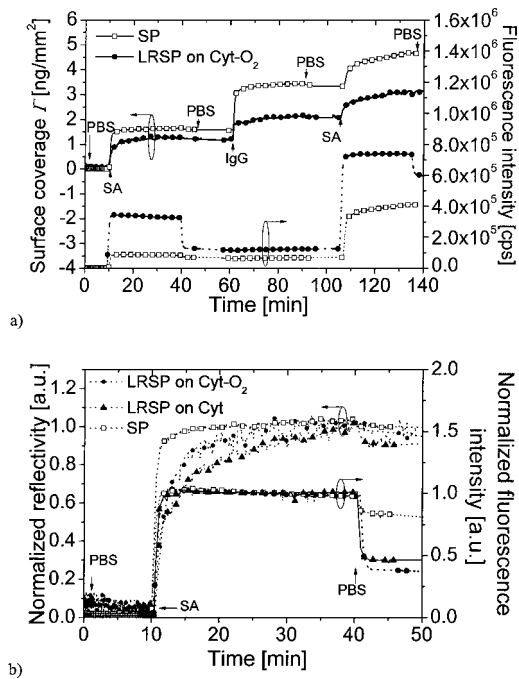 a)
Surface coverage Γ [ng/mm²]
6
5
4
3
2
1
0
-1
-2
-3
-4
SP
LRSP on Cyt-O₂
PBS
SA
PBS
IgG
PBS
SA
PBS
1.6x10⁶
1.4x10⁶
1.2x10⁶
1.0x10⁶
8.0x10⁵
6.0x10⁵
4.0x10⁵
2.0x10⁵
0.0
Fluorescence intensity [cps]
0 20 40 60 80 100 120 140
Time [min]
b)
Normalized reflectivity [a.u.]
1.2
1.0
0.8
0.6
0.4
0.2
0.0
LRSP on Cyt-O₂
LRSP on Cyt
SP
PBS
SA
PBS
2.0
1.5
1.0
0.5
0.0
Normalized fluorescence intensity [a.u.]
0 10 20 30 40 50
Time [min]